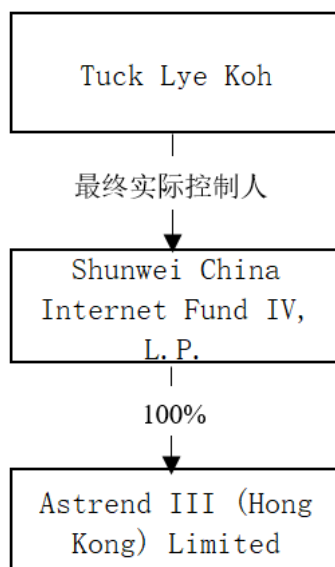 Tuck Lye Koh
最终实际控制人
Shunwei China
Internet Fund IV,
L.P.
100%
Astrend III (Hong
Kong) Limited